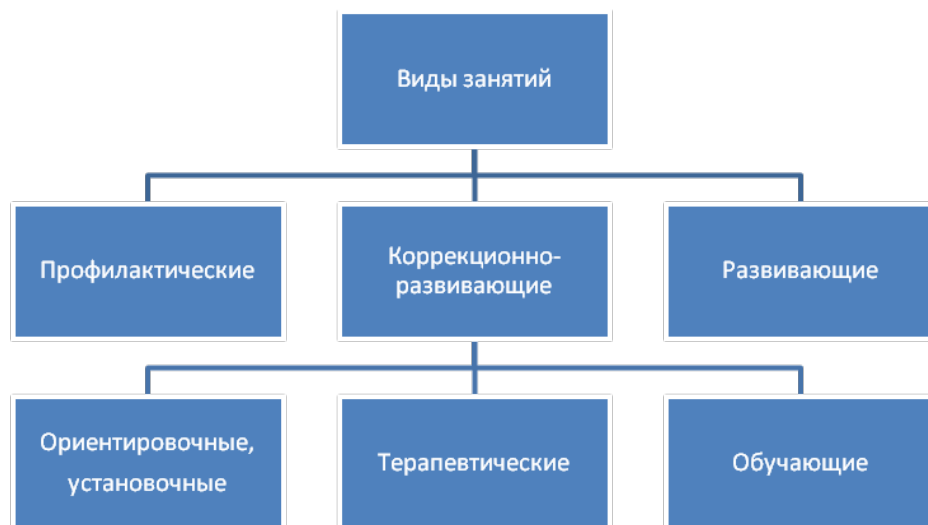 Виды занятий
Профилактические
Коррекционно-
развивающие
Развивающие
Ориентировочные,
установочные
Терапевтические
Обучающие